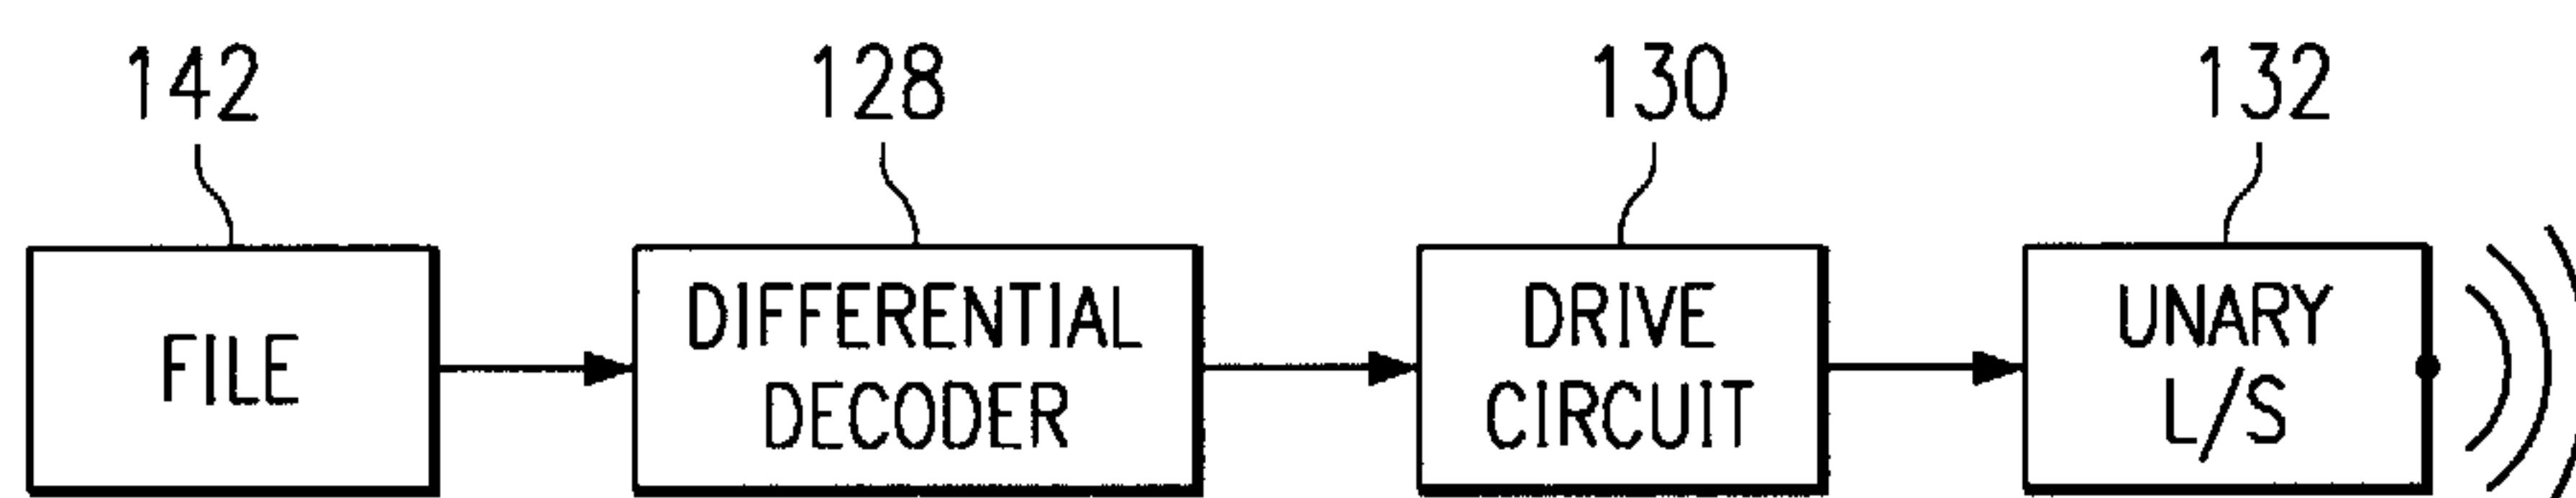 142
128
130
132
FILE
DIFFERENTIAL
DECODER
DRIVE
CIRCUIT
UNARY
L/S